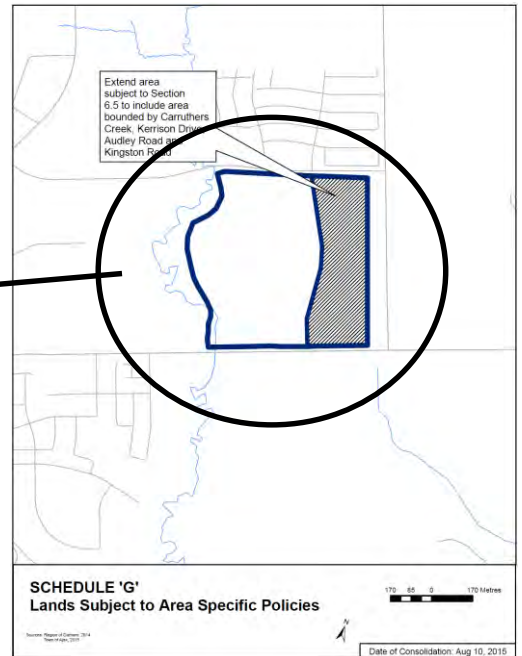 Extend area
subject to Section
6.5 to include area
bounded by Carruthers
Creek, Kerrison Drive
Audley Road and
Kingston Road
SCHEDULE 'G'
Lands Subject to Area Specific Policies
170 85 0 170 Metres
N
Date of Consolidation: Aug 10, 2015